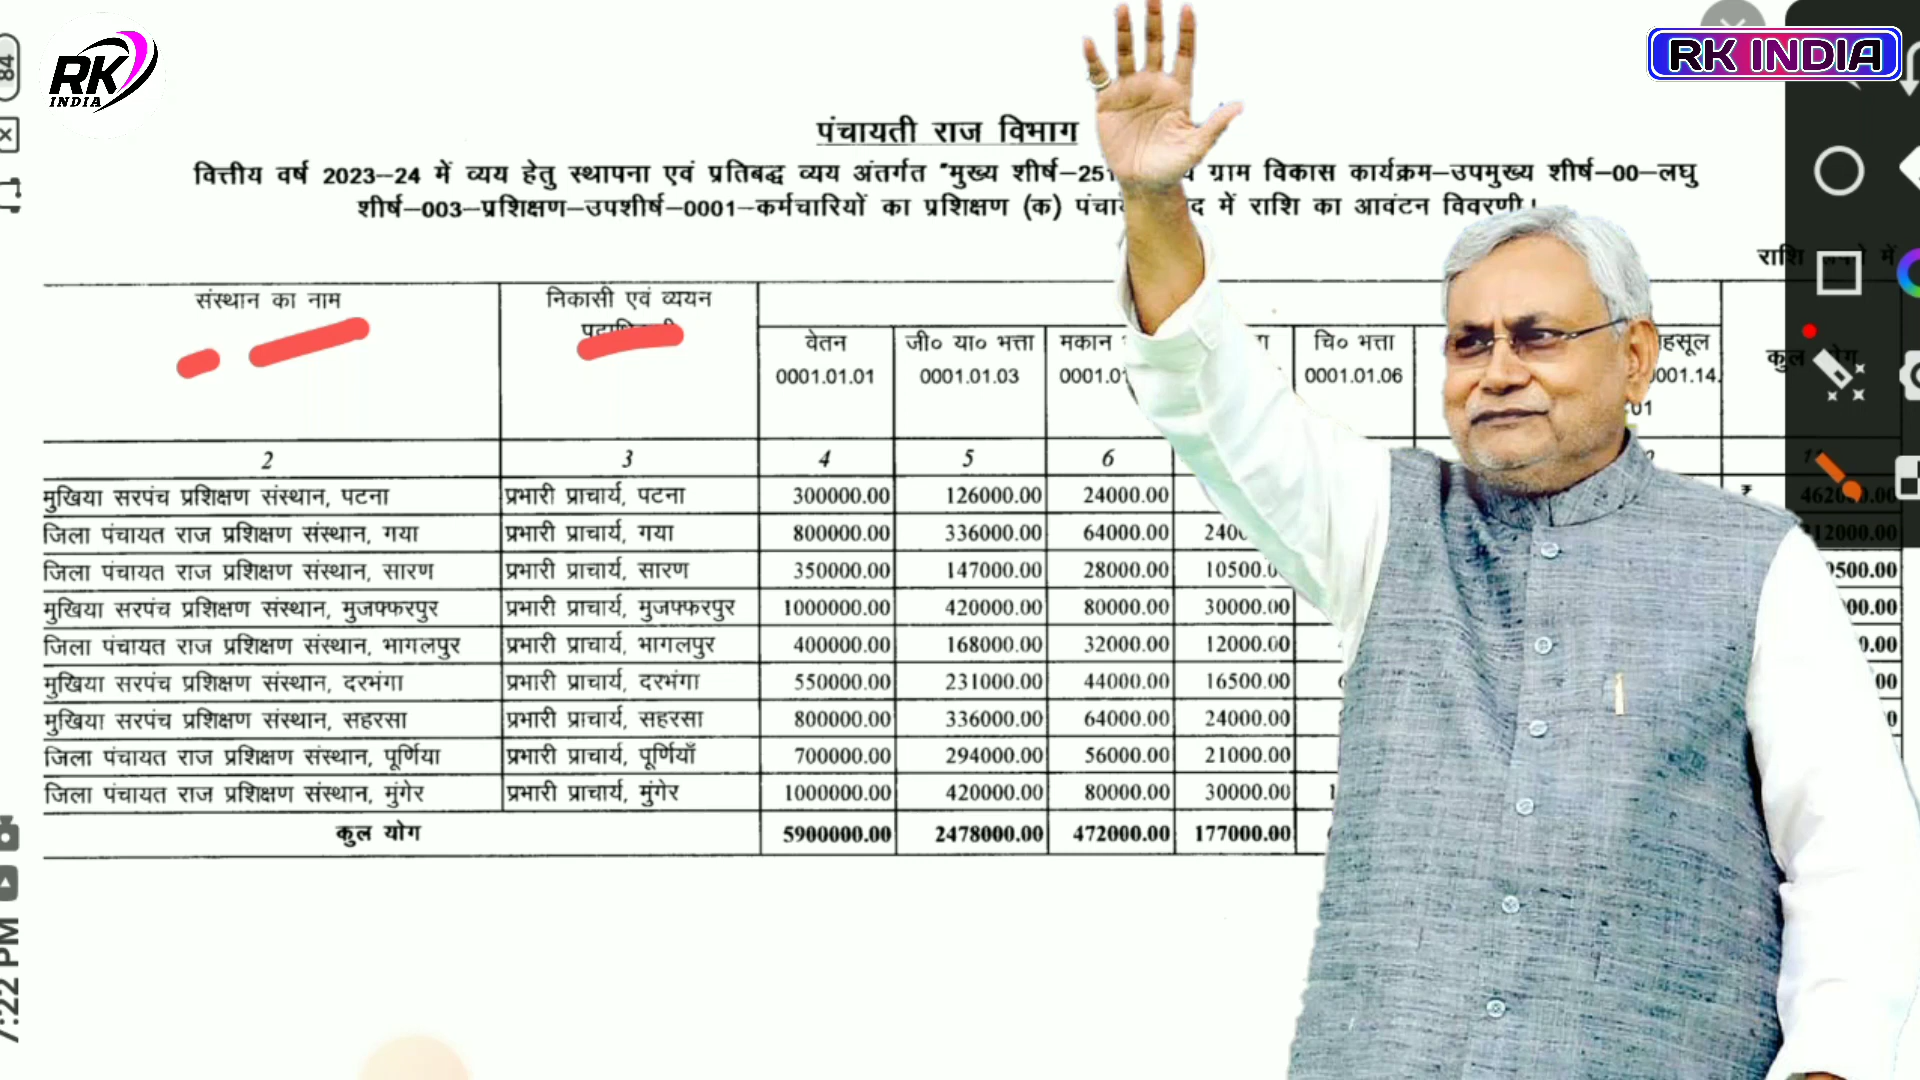 RK
INDIA
RK INDIA
84
पंचायती राज विभाग
वित्तीय वर्ष 2023–24 में व्यय हेतु स्थापना एवं प्रतिबद्ध व्यय अंतर्गत "मुख्य शीर्ष–251 ग्राम विकास कार्यक्रम–उपमुख्य शीर्ष–00–लघु
शीर्ष–003–प्रशिक्षण–उपशीर्ष–0001–कर्मचारियों का प्रशिक्षण (क) में राशि का आवंटन विवरणी।
राशि में
संस्थान का नाम निकासी एवं व्ययन
वेतन जी० या० भत्ता मकान चि० भत्ता
0001.01.01 0001.01.03 0001.01.06
कुल योग
2 3 4 5 6
मुखिया सरपंच प्रशिक्षण संस्थान, पटना प्रभारी प्राचार्य, पटना 300000.00 126000.00 24000.00 ₹
जिला पंचायत राज प्रशिक्षण संस्थान, गया प्रभारी प्राचार्य, गया 800000.00 336000.00 64000.00
जिला पंचायत राज प्रशिक्षण संस्थान, सारण प्रभारी प्राचार्य, सारण 350000.00 147000.00 28000.00
मुखिया सरपंच प्रशिक्षण संस्थान, मुजफ्फरपुर प्रभारी प्राचार्य, मुजफ्फरपुर 1000000.00 420000.00 80000.00 30000.00
जिला पंचायत राज प्रशिक्षण संस्थान, भागलपुर प्रभारी प्राचार्य, भागलपुर 400000.00 168000.00 32000.00 12000.00
मुखिया सरपंच प्रशिक्षण संस्थान, दरभंगा प्रभारी प्राचार्य, दरभंगा 550000.00 231000.00 44000.00 16500.00
मुखिया सरपंच प्रशिक्षण संस्थान, सहरसा प्रभारी प्राचार्य, सहरसा 800000.00 336000.00 64000.00 24000.00
जिला पंचायत राज प्रशिक्षण संस्थान, पूर्णिया प्रभारी प्राचार्य, पूर्णियाँ 700000.00 294000.00 56000.00 21000.00
जिला पंचायत राज प्रशिक्षण संस्थान, मुंगेर प्रभारी प्राचार्य, मुंगेर 1000000.00 420000.00 80000.00 30000.00
कुल योग 5900000.00 2478000.00 472000.00 177000.00
7:22 PM